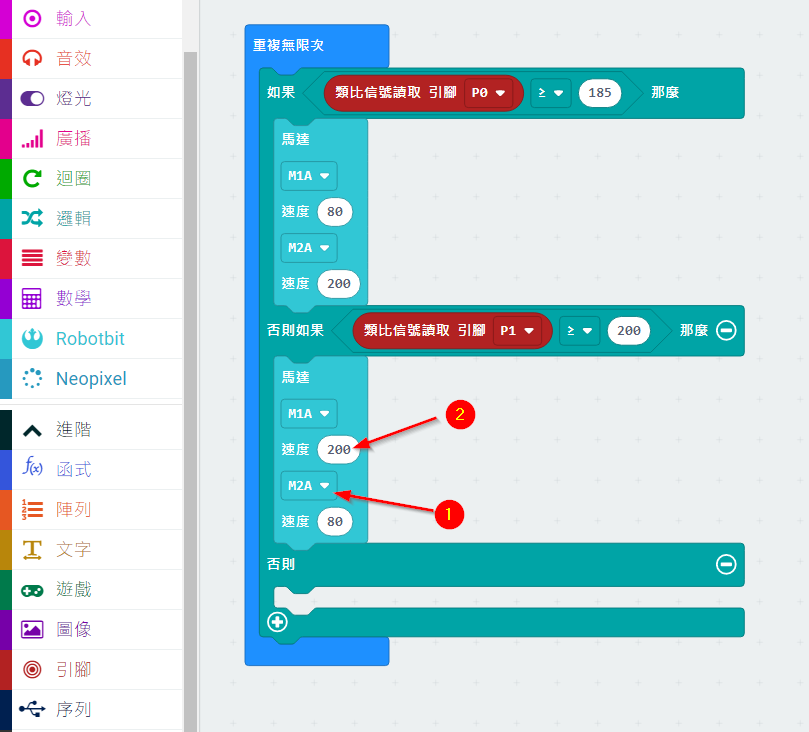 輸入
音效
燈光
廣播
迴圈
邏輯
變數
數學
Robotbit
Neopixel
進階
函式
陣列
文字
遊戲
圖像
引腳
序列
重複無限次
如果 類比信號讀取 引腳 P0 ≥ 185 那麼
馬達
M1A
速度 80
M2A
速度 200
否則如果 類比信號讀取 引腳 P1 ≥ 200 那麼
馬達
M1A
速度 200
2
M2A
1
速度 80
否則